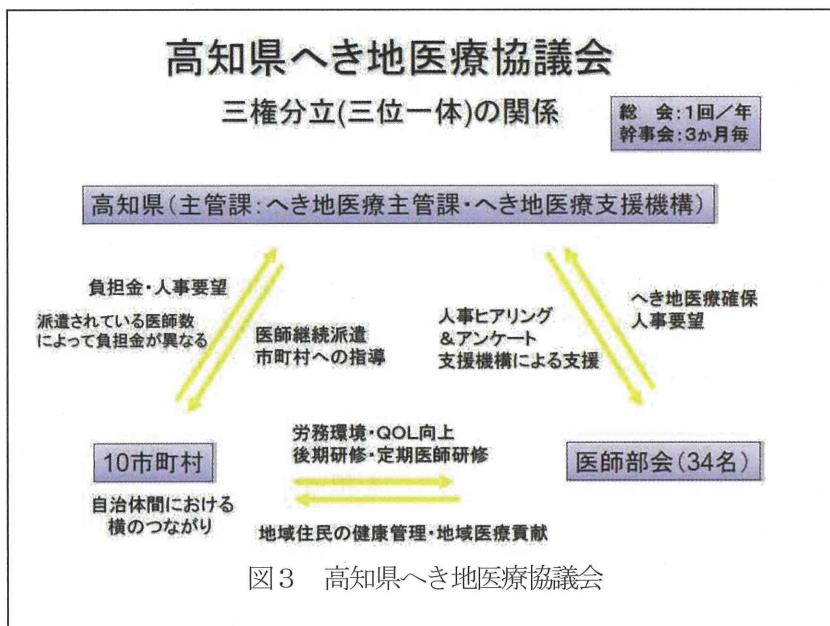 高知県へき地医療協議会
三権分立(三位一体)の関係
総　会:1回／年
幹事会:3か月毎
高知県(主管課:へき地医療主管課・へき地医療支援機構)
負担金・人事要望
派遣されている医師数
によって負担金が異なる
医師継続派遣
市町村への指導
人事ヒアリング
&アンケート
支援機構による支援
へき地医療確保
人事要望
10市町村
自治体間における
横のつながり
労務環境・QOL向上
後期研修・定期医師研修
地域住民の健康管理・地域医療貢献
医師部会(34名)
図３　高知県へき地医療協議会